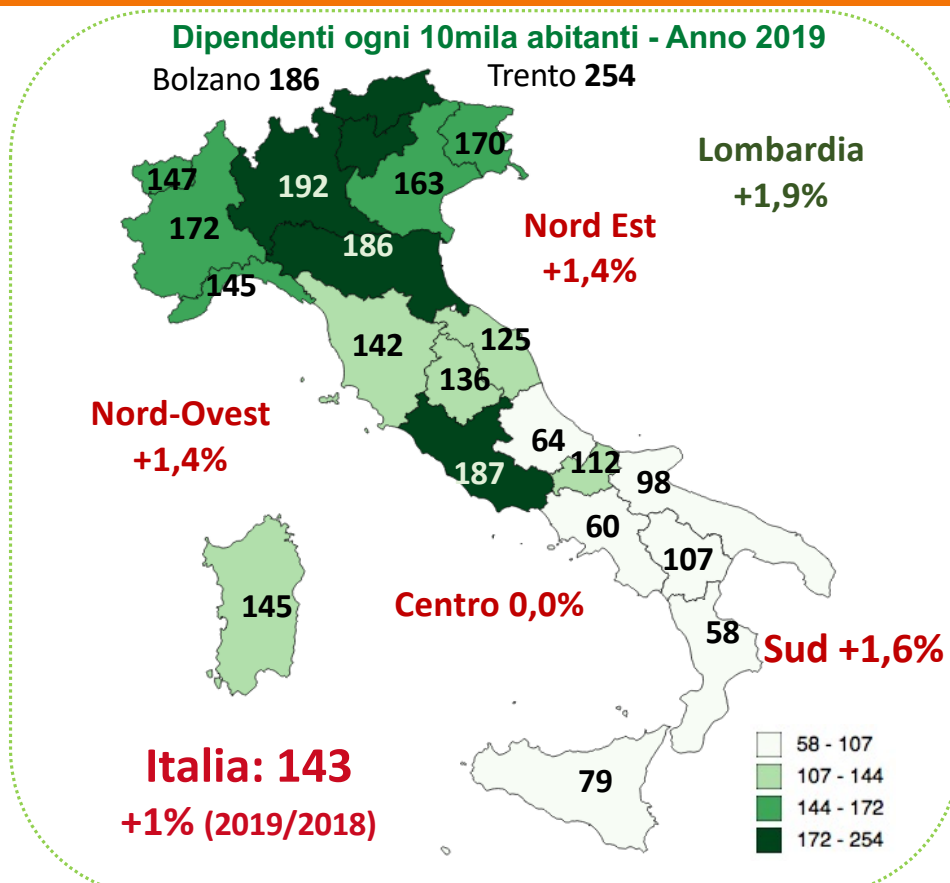 Dipendenti ogni 10mila abitanti - Anno 2019
Bolzano 186
Trento 254
170
Lombardia
+1,9%
147
192
163
172
186
Nord Est
+1,4%
145
142
125
136
Nord-Ovest
+1,4%
64
112
187
98
60
107
145
Centro 0,0%
58
Sud +1,6%
Italia: 143
+1% (2019/2018)
79
58 - 107
107 - 144
144 - 172
172 - 254